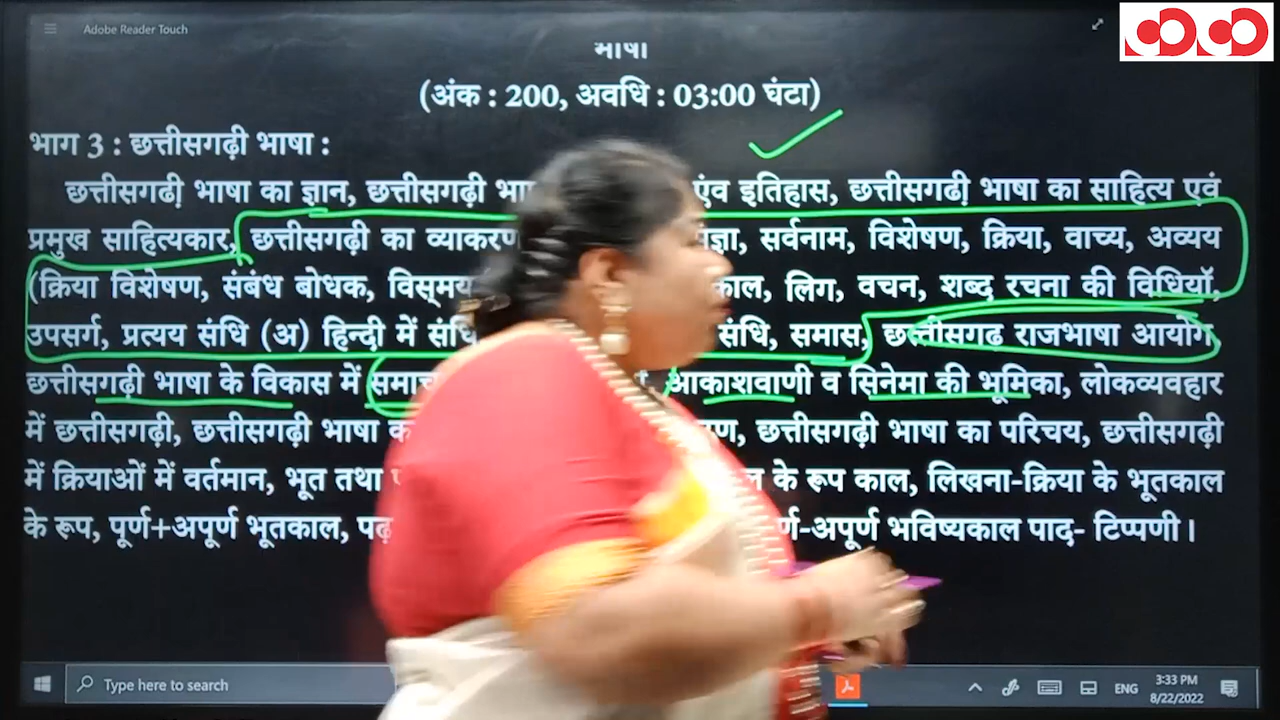 Adobe Reader Touch
भाषा
(अंक : 200, अवधि : 03:00 घंटा)
भाग 3 : छत्तीसगढ़ी भाषा :
छत्तीसगढी़ भाषा का ज्ञान, छत्तीसगढ़ी एंव इतिहास, छत्तीसगढी़ भाषा का साहित्य एवं
प्रमुख साहित्यकार, छत्तीसगढ़ी का व्याकरण सर्वनाम, विशेषण, क्रिया, वाच्य, अव्यय
(क्रिया विशेषण, संबंध बोधक, काल, लिग, वचन, शब्द रचना की विधियॉ,
उपसर्ग, प्रत्यय संधि (अ) हिन्दी में संधि, समास, छत्तीसगढ राजभाषा आयोग,
छत्तीसगढ़ी भाषा के विकास में आकाशवाणी व सिनेमा की भूमिका, लोकव्यवहार
में छत्तीसगढ़ी, छत्तीसगढ़ी भाषा छत्तीसगढ़ी भाषा का परिचय, छत्तीसगढ़ी
में क्रियाओं में वर्तमान, भूत तथा के रूप काल, लिखना-क्रिया के भूतकाल
के रूप, पूर्ण+अपूर्ण भूतकाल, भविष्यकाल पाद- टिप्पणी।
Type here to search
ENG
3:33 PM
8/22/2022